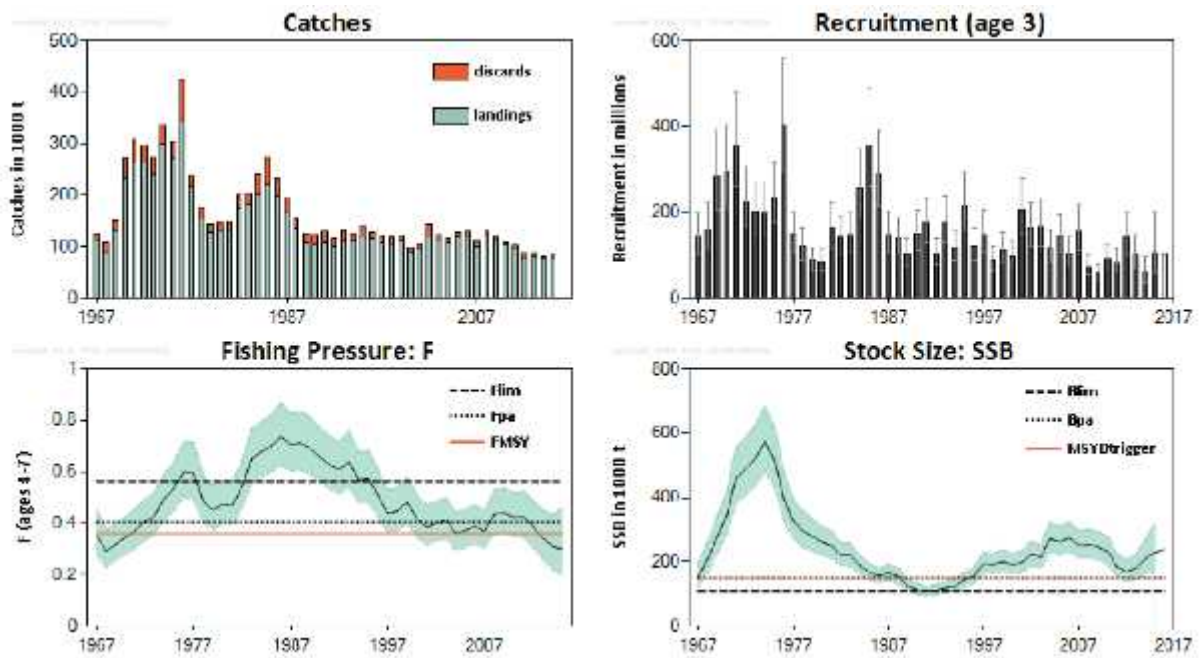 Catches
500
400
300
200
100
0
Catches in 1000 t
discards
landings
1967
1987
2007
Recruitment (age 3)
600
400
200
0
Recruitment in millions
1967
1977
1987
1997
2007
2017
Fishing Pressure: F
1
0.8
0.6
0.4
0.2
0
F (ages 4-7)
Flim
Fpa
FMSY
1967
1977
1987
1997
2007
Stock Size: SSB
800
600
400
200
0
SSB in 1000 t
Blim
Bpa
1967
1977
1987
1997
2007
2017